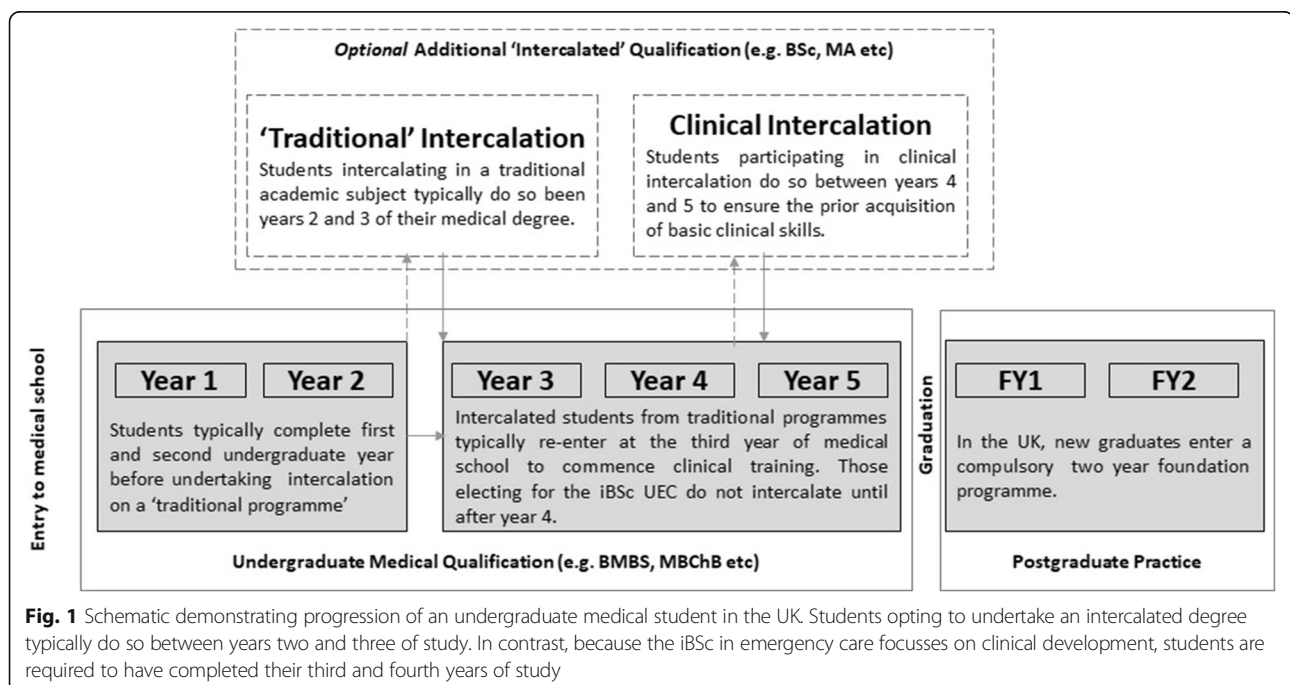 Optional Additional 'Intercalated' Qualification (e.g. BSc, MA etc)
'Traditional' Intercalation
Students intercalating in a traditional
academic subject typically do so been
years 2 and 3 of their medical degree.
Clinical Intercalation
Students participating in clinical
intercalation do so between years 4
and 5 to ensure the prior acquisition
of basic clinical skills.
Entry to medical school
Year 1
Year 2
Students typically complete first
and second undergraduate year
before undertaking intercalation
on a 'traditional programme'
Year 3
Year 4
Year 5
Intercalated students from traditional programmes
typically re-enter at the third year of medical
school to commence clinical training. Those
electing for the iBSc UEC do not intercalate until
after year 4.
Undergraduate Medical Qualification (e.g. BMBS, MBChB etc)
Graduation
FY1
FY2
In the UK, new graduates enter a
compulsory two year foundation
programme.
Postgraduate Practice
Fig. 1 Schematic demonstrating progression of an undergraduate medical student in the UK. Students opting to undertake an intercalated degree
typically do so between years two and three of study. In contrast, because the iBSc in emergency care focusses on clinical development, students are
required to have completed their third and fourth years of study